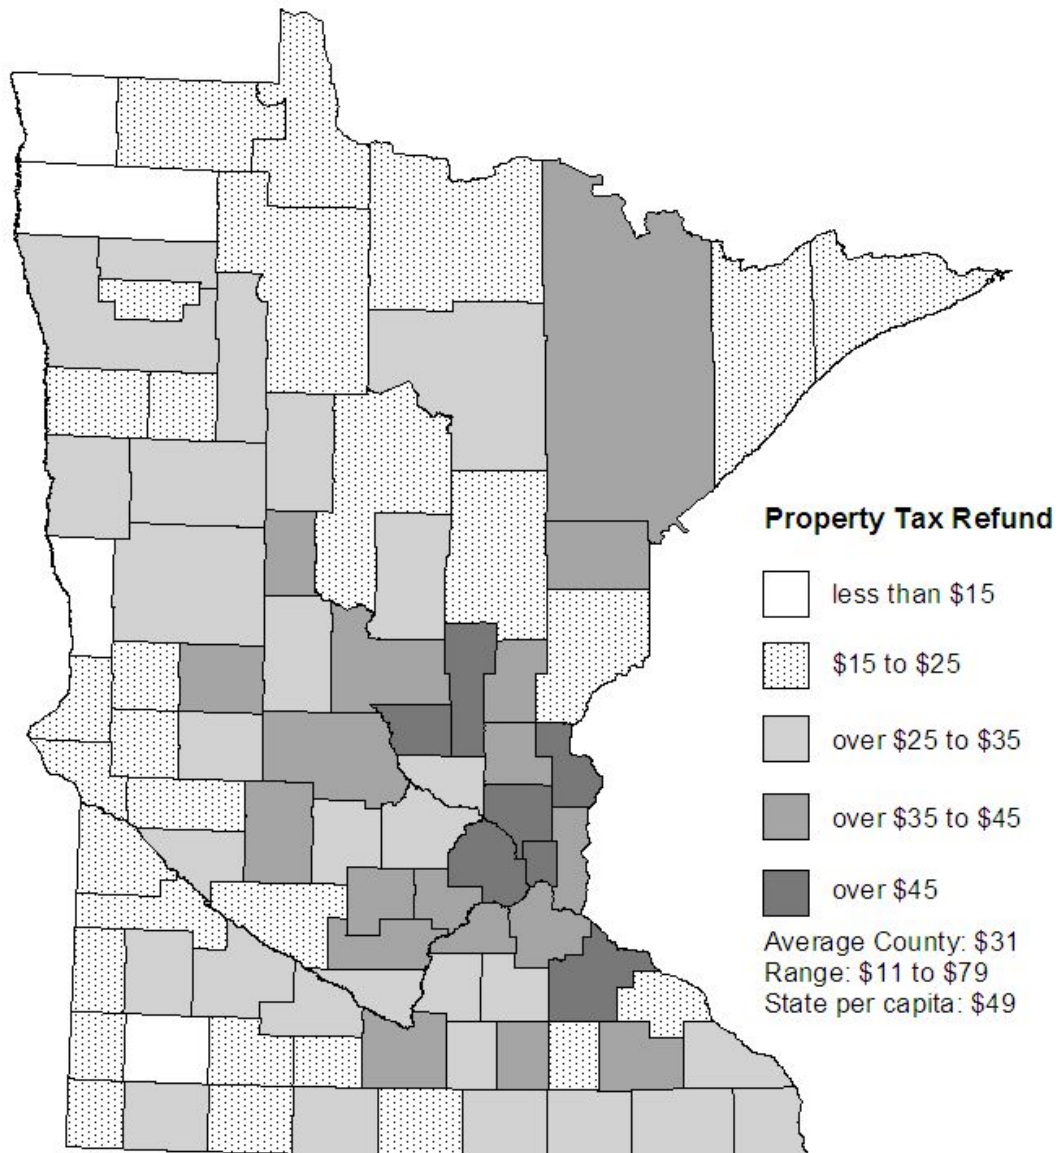 Property Tax Refund
less than $15
$15 to $25
over $25 to $35
over $35 to $45
over $45
Average County: $31
Range: $11 to $79
State per capita: $49